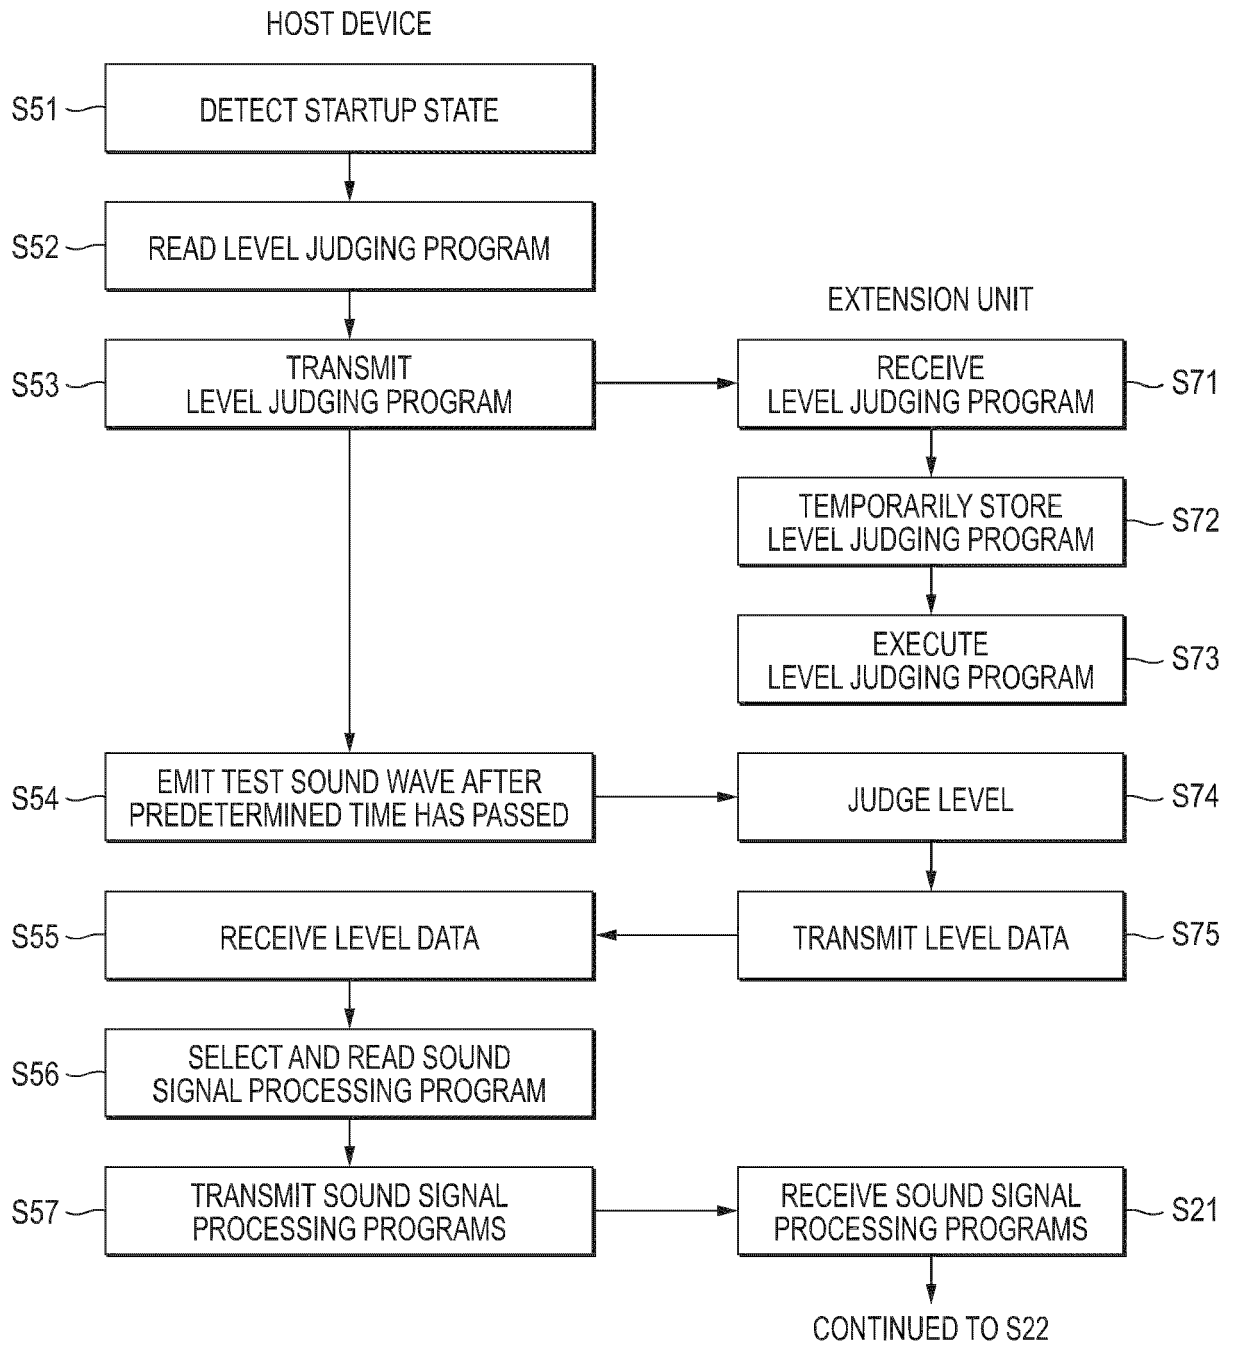 HOST DEVICE
S51
DETECT STARTUP STATE
S52
READ LEVEL JUDGING PROGRAM
EXTENSION UNIT
S53
TRANSMIT
LEVEL JUDGING PROGRAM
RECEIVE
LEVEL JUDGING PROGRAM
S71
TEMPORARILY STORE
LEVEL JUDGING PROGRAM
S72
EXECUTE
LEVEL JUDGING PROGRAM
S73
S54
EMIT TEST SOUND WAVE AFTER
PREDETERMINED TIME HAS PASSED
JUDGE LEVEL
S74
S55
RECEIVE LEVEL DATA
TRANSMIT LEVEL DATA
S75
S56
SELECT AND READ SOUND
SIGNAL PROCESSING PROGRAM
S57
TRANSMIT SOUND SIGNAL
PROCESSING PROGRAMS
RECEIVE SOUND SIGNAL
PROCESSING PROGRAMS
S21
CONTINUED TO S22